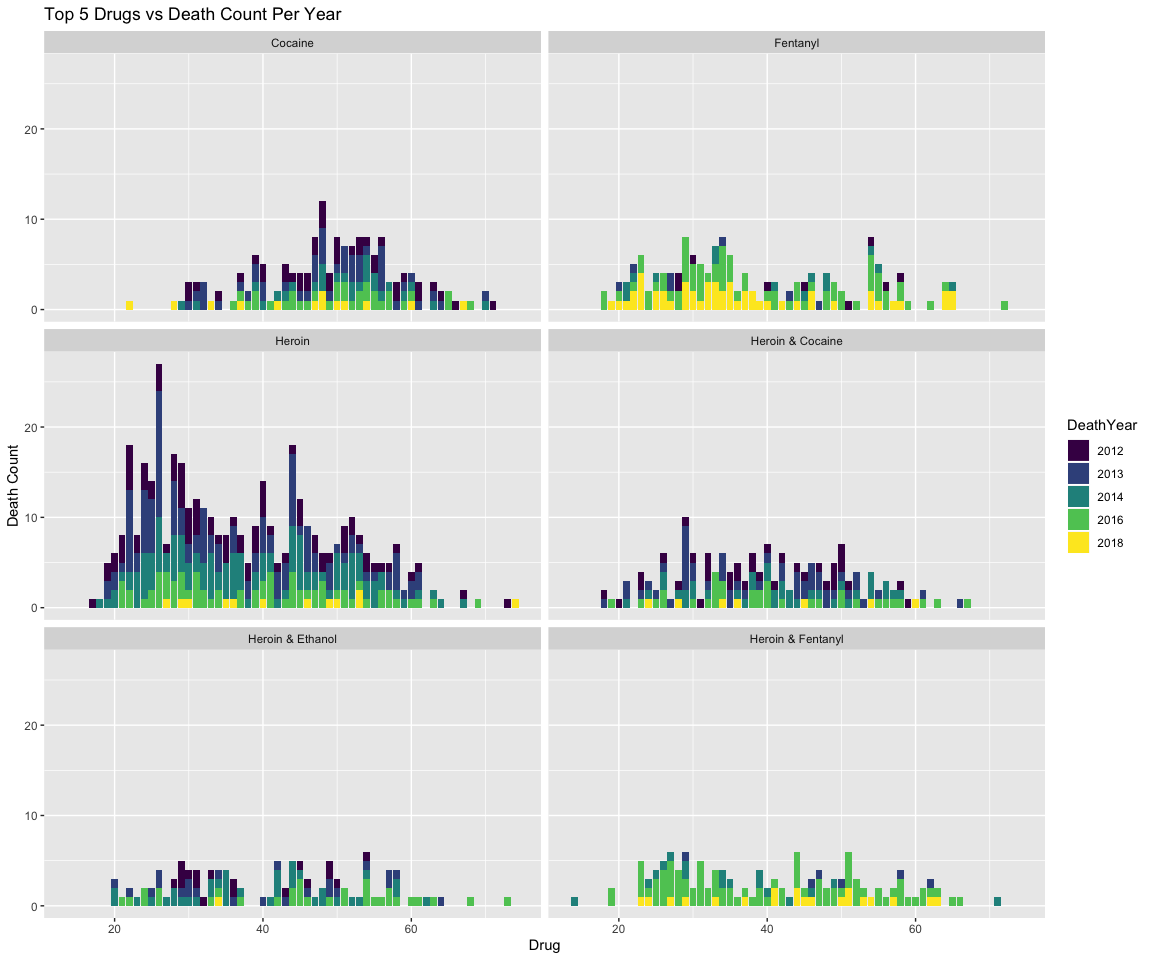 Top 5 Drugs vs Death Count Per Year
Cocaine
Fentanyl
20
10
0
Heroin
Heroin & Cocaine
20
10
0
Death Count
Heroin & Ethanol
Heroin & Fentanyl
20
10
0
20 40 60
20 40 60
Drug
DeathYear
2012
2013
2014
2016
2018